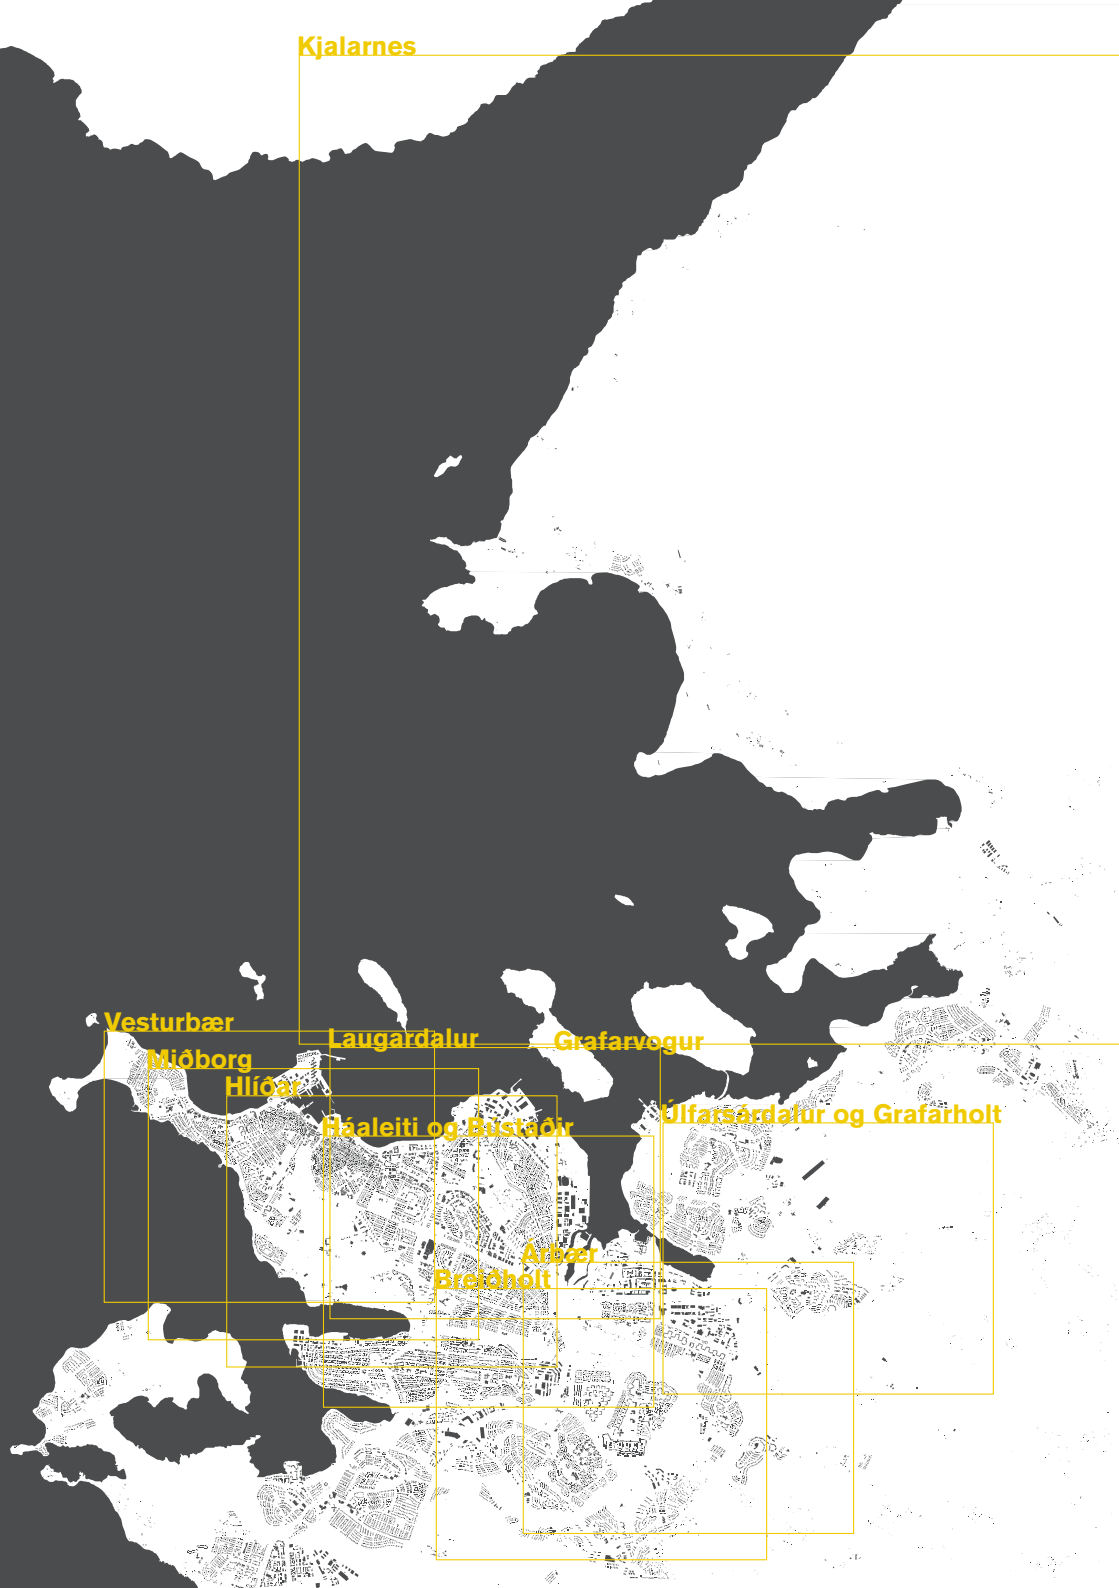 Kjalarnes
Vesturbær
Laugardalur
Grafarvogur
Miðborg
Hlíðar
Úlfarsárdalur og Grafarholt
Háaleiti og Bústaðir
Árbær
Breiðholt